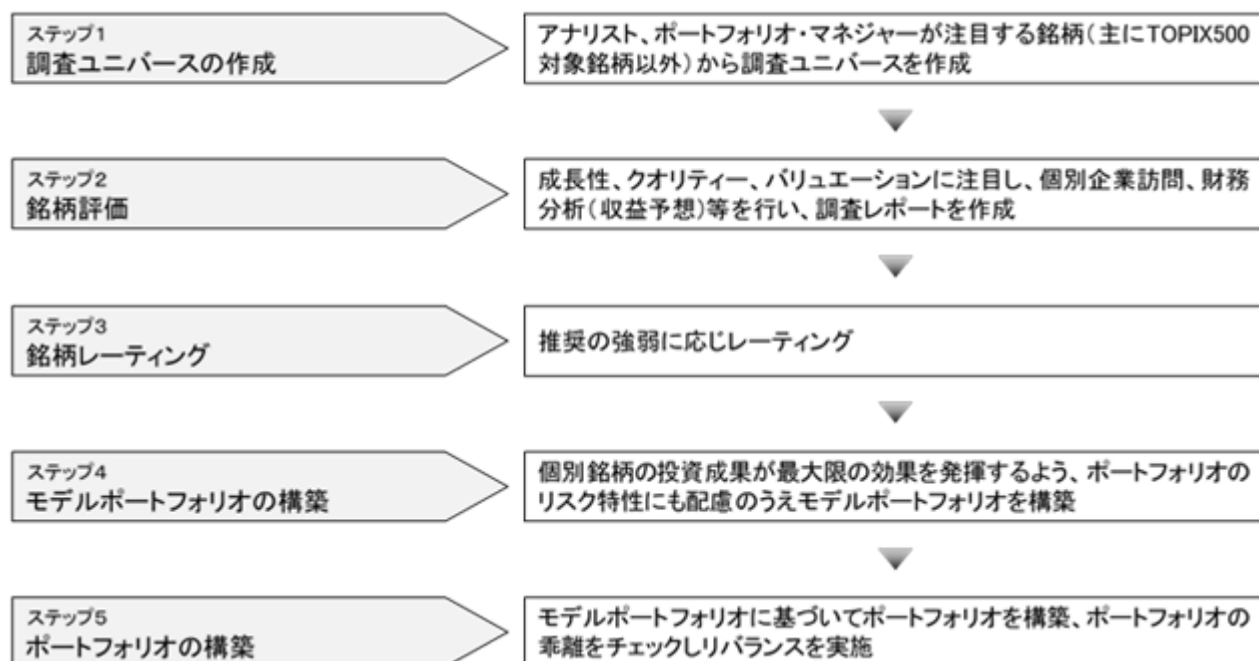 ステップ1
調査ユニバースの作成
アナリスト、ポートフォリオ・マネジャーが注目する銘柄(主にTOPIX500
対象銘柄以外)から調査ユニバースを作成
ステップ2
銘柄評価
成長性、クオリティー、バリュエーションに注目し、個別企業訪問、財務
分析(収益予想)等を行い、調査レポートを作成
ステップ3
銘柄レーティング
推奨の強弱に応じレーティング
ステップ4
モデルポートフォリオの構築
個別銘柄の投資成果が最大限の効果を発揮するよう、ポートフォリオの
リスク特性にも配慮のうえモデルポートフォリオを構築
ステップ5
ポートフォリオの構築
モデルポートフォリオに基づいてポートフォリオを構築、ポートフォリオの
乖離をチェックしリバランスを実施